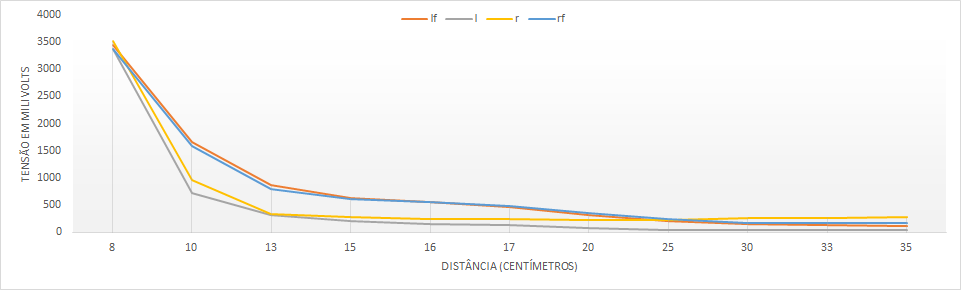 lf l r rf
4000
3500
3000
2500
2000
1500
1000
500
0
TENSÃO EM MILIVOLTS
8 10 13 15 16 17 20 25 30 33 35
DISTÂNCIA (CENTÍMETROS)